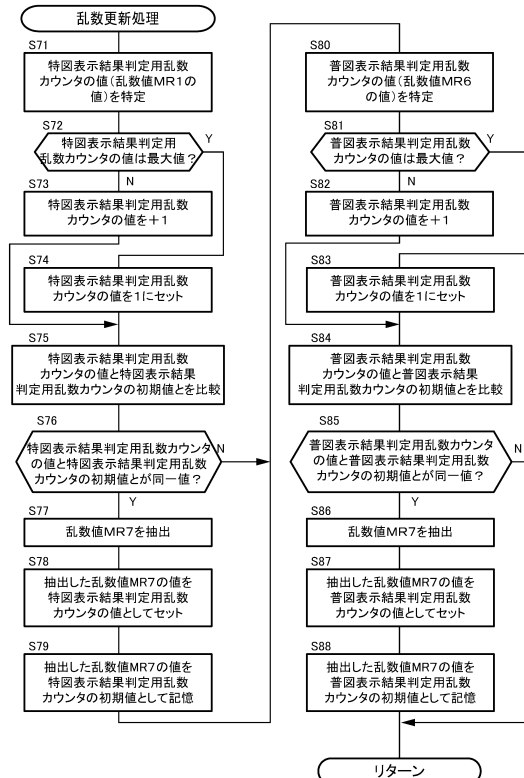 乱数更新処理
S71
特図表示結果判定用乱数
カウンタの値(乱数値MR1の
値)を特定
S72
特図表示結果判定用
乱数カウンタの値は最大値?
Y
N
S73
特図表示結果判定用乱数
カウンタの値を+1
S74
特図表示結果判定用乱数
カウンタの値を1にセット
S75
特図表示結果判定用乱数
カウンタの値と特図表示結果
判定用乱数カウンタの初期値とを比較
S76
特図表示結果判定用乱数カウンタ
の値と特図表示結果判定用乱数
カウンタの初期値とが同一値?
N
Y
S77
乱数値MR7を抽出
S78
抽出した乱数値MR7の値を
特図表示結果判定用乱数
カウンタの値としてセット
S79
抽出した乱数値MR7の値を
特図表示結果判定用乱数
カウンタの初期値として記憶
S80
普図表示結果判定用乱数
カウンタの値(乱数値MR6
の値)を特定
S81
普図表示結果判定用乱数
カウンタの値は最大値?
Y
N
S82
普図表示結果判定用乱数
カウンタの値を+1
S83
普図表示結果判定用乱数
カウンタの値を1にセット
S84
普図表示結果判定用乱数
カウンタの値と普図表示結果
判定用乱数カウンタの初期値とを比較
S85
普図表示結果判定用乱数カウンタ
の値と普図表示結果判定用乱数
カウンタの初期値とが同一値?
N
Y
S86
乱数値MR7を抽出
S87
抽出した乱数値MR7の値を
普図表示結果判定用乱数
カウンタの値としてセット
S88
抽出した乱数値MR7の値を
普図表示結果判定用乱数
カウンタの初期値として記憶
リターン